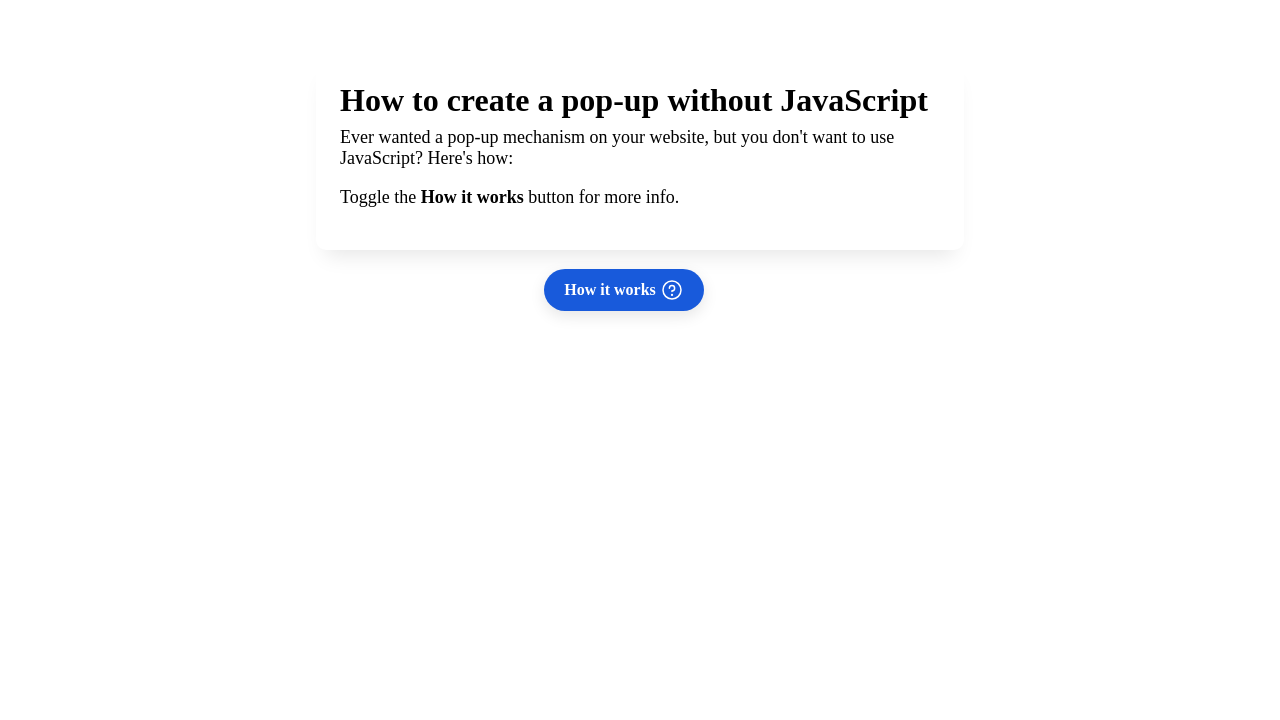 How to create a pop-up without JavaScript
Ever wanted a pop-up mechanism on your website, but you don't want to use
JavaScript? Here's how:
Toggle the How it works button for more info.
How it works